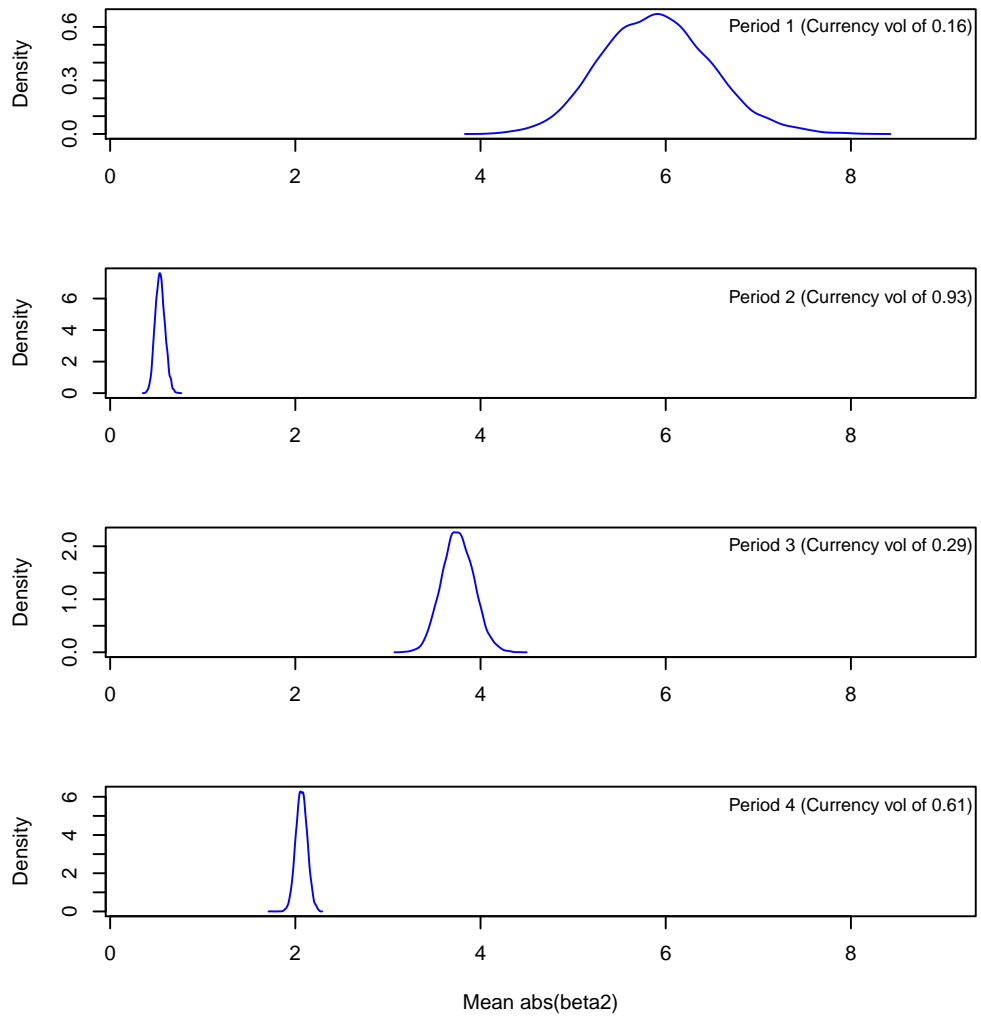 Period 1 (Currency vol of 0.16)
Density
0.0 0.3 0.6
0 2 4 6 8
Period 2 (Currency vol of 0.93)
Density
0 2 4 6
0 2 4 6 8
Period 3 (Currency vol of 0.29)
Density
0.0 1.0 2.0
0 2 4 6 8
Period 4 (Currency vol of 0.61)
Density
0 2 4 6
0 2 4 6 8
Mean abs(beta2)